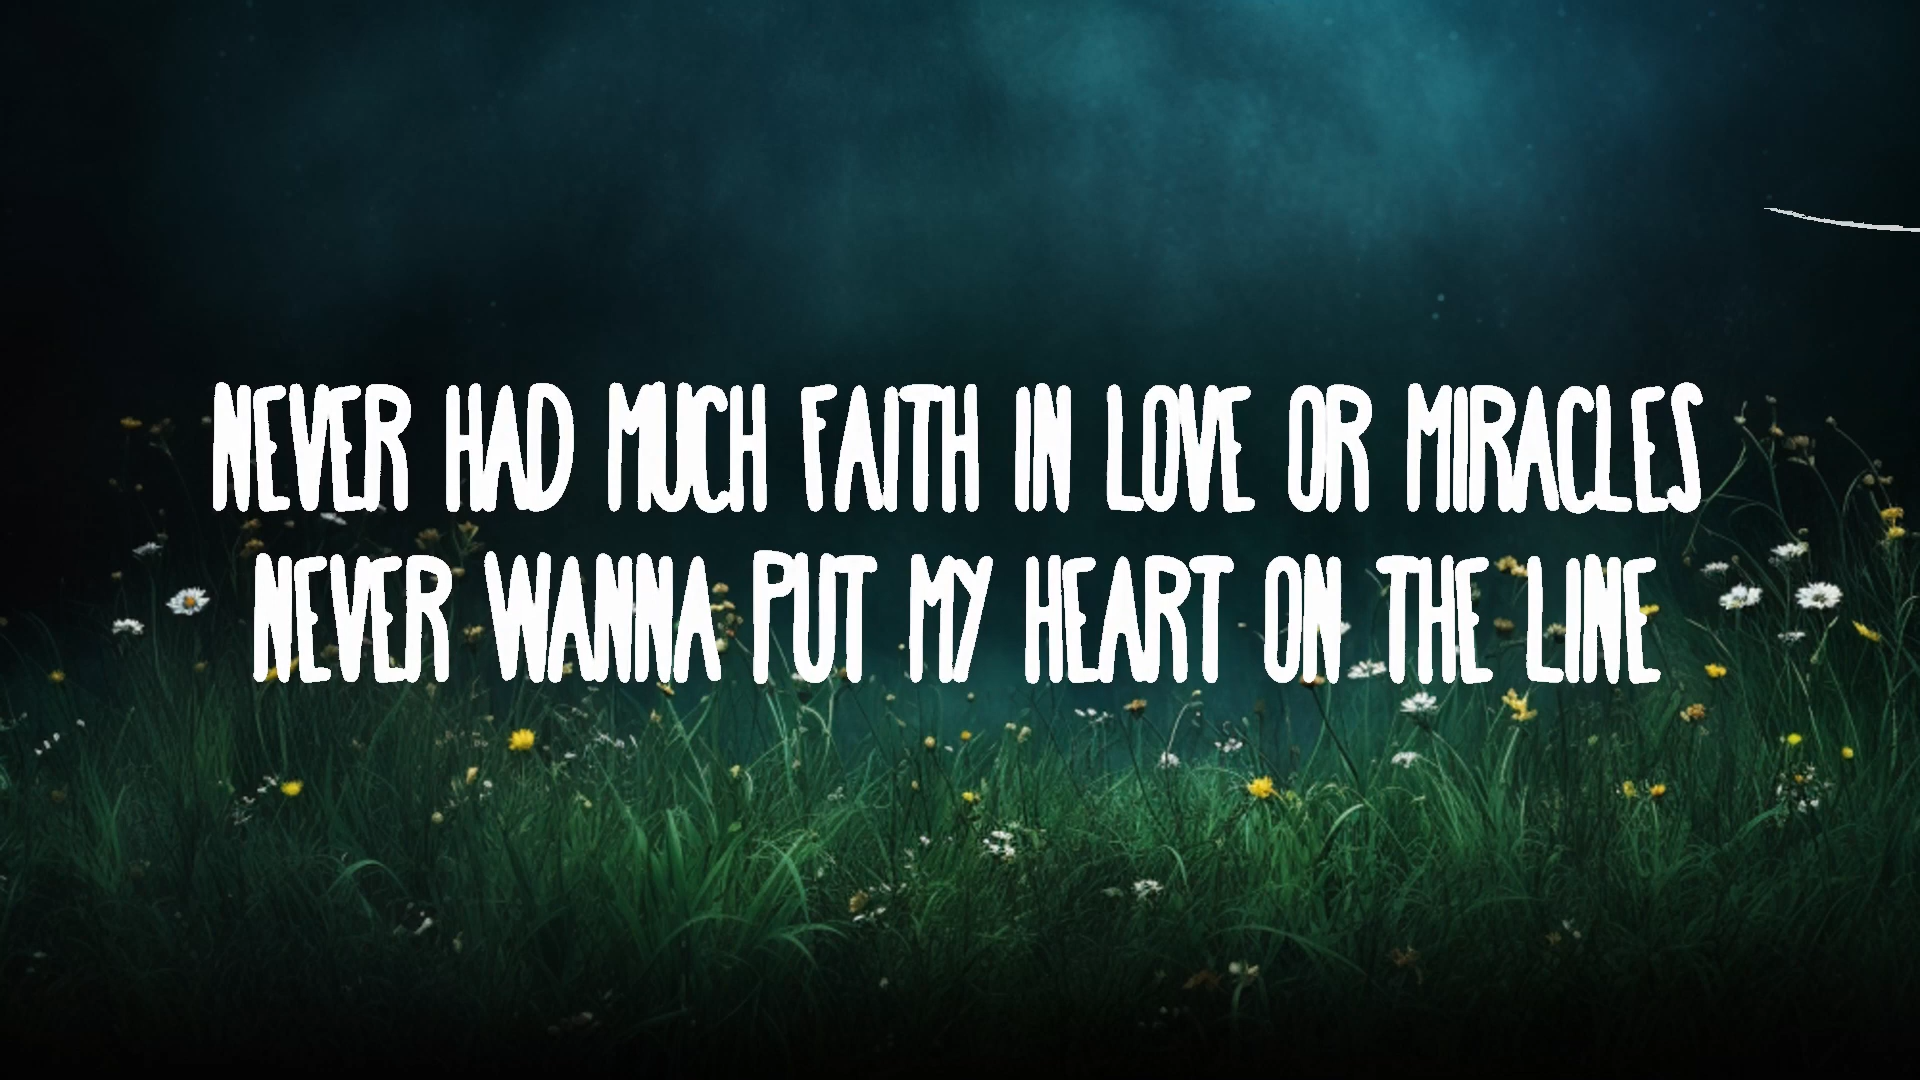 NEVER HAD MUCH FAITH IN LOVE OR MIRACLES
NEVER WANNA PUT MY HEART ON THE LINE